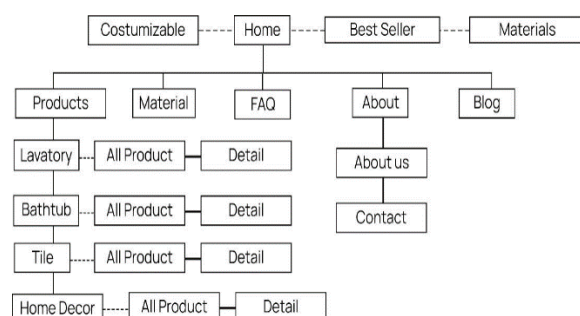 Costumizable
Home
Best Seller
Materials
Products
Material
FAQ
About
Blog
Lavatory
All Product
Detail
About us
Bathtub
All Product
Detail
Contact
Tile
All Product
Detail
Home Decor
All Product
Detail